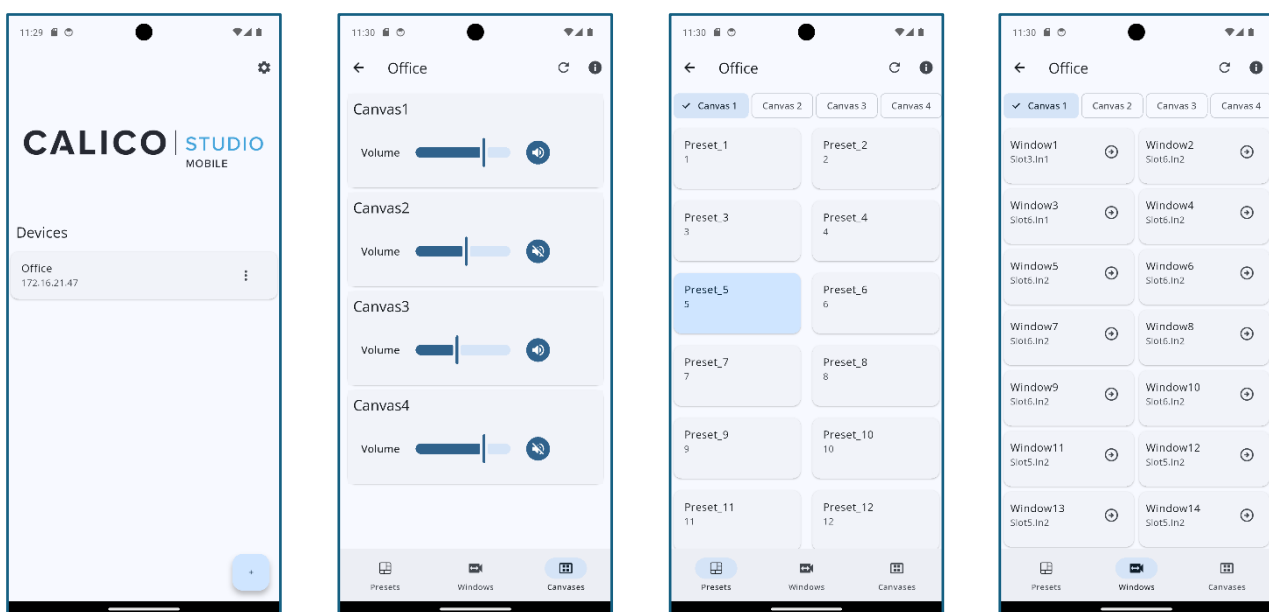 11:29
CALICO STUDIO
MOBILE
Devices
Office
172.16.21.47
+
11:30
Office
Canvas1
Volume
Canvas2
Volume
Canvas3
Volume
Canvas4
Volume
Presets Windows Canvases
11:30
Office
Canvas 1 Canvas 2 Canvas 3 Canvas 4
Preset_1 Preset_2
1 2
Preset_3 Preset_4
3 4
Preset_5 Preset_6
5 6
Preset_7 Preset_8
7 8
Preset_9 Preset_10
9 10
Preset_11 Preset_12
11 12
Presets Windows Canvases
11:30
Office
Canvas 1 Canvas 2 Canvas 3 Canvas 4
Window1 Window2
Slot3.In1 Slot6.In2
Window3 Window4
Slot6.In1 Slot6.In2
Window5 Window6
Slot6.In2 Slot6.In2
Window7 Window8
Slot6.In2 Slot6.In2
Window9 Window10
Slot6.In2 Slot6.In2
Window11 Window12
Slot5.In2 Slot5.In2
Window13 Window14
Slot5.In2 Slot5.In2
Presets Windows Canvases